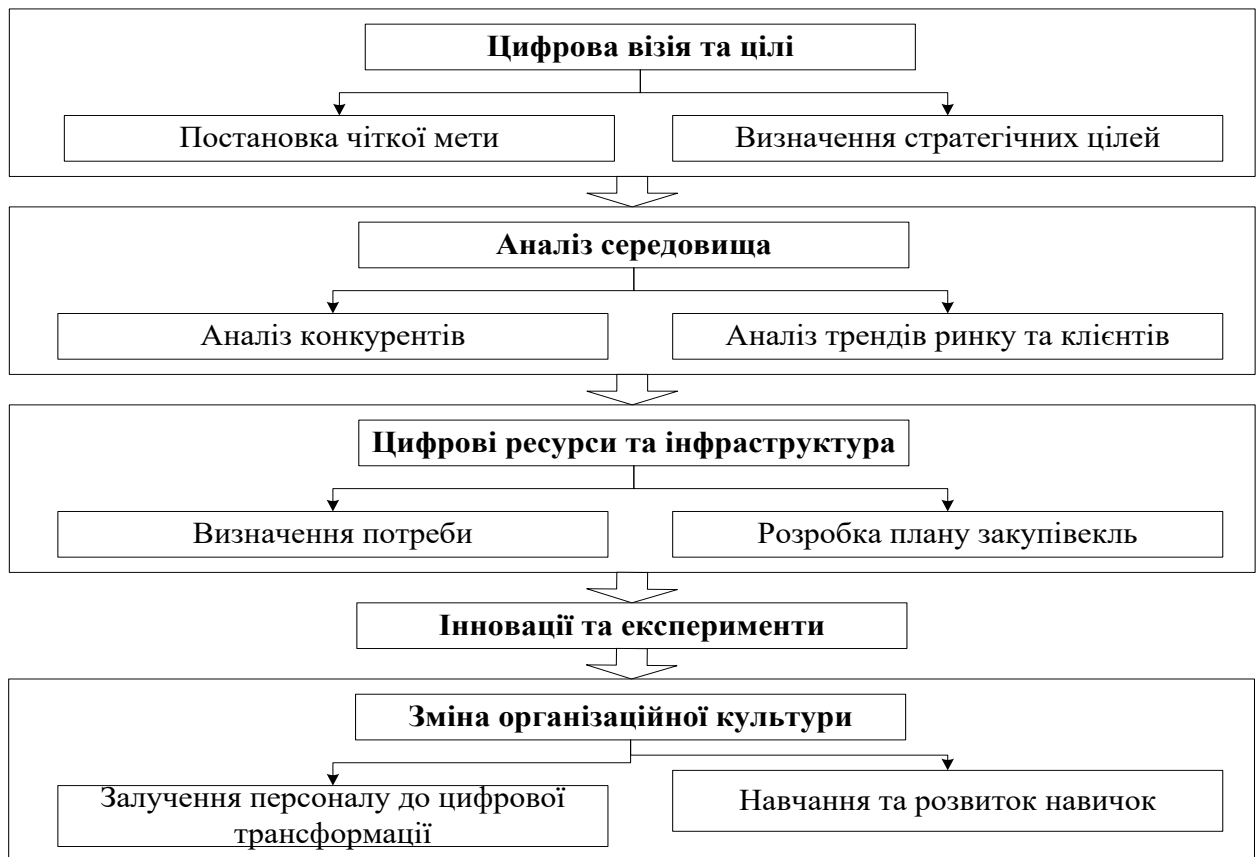 Цифрова візія та цілі
Постановка чіткої мети
Визначення стратегічних цілей
Аналіз середовища
Аналіз конкурентів
Аналіз трендів ринку та клієнтів
Цифрові ресурси та інфраструктура
Визначення потреби
Розробка плану закупівекль
Інновації та експерименти
Зміна організаційної культури
Залучення персоналу до цифрової
трансформації
Навчання та розвиток навичок